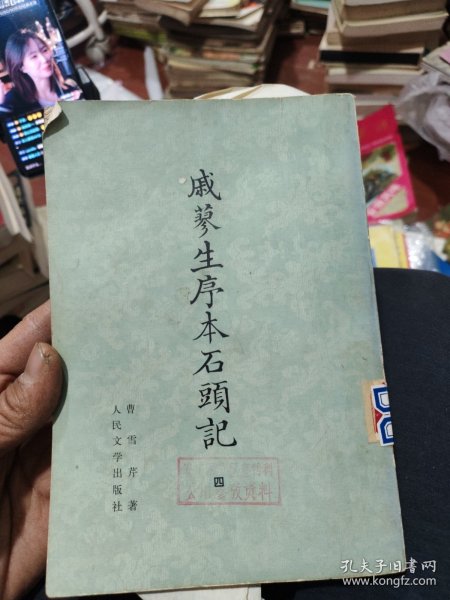 戚蓼生序本石頭記
四
曹雪芹著
人民文学出版社
孔夫子旧书网
www.kongfz.com